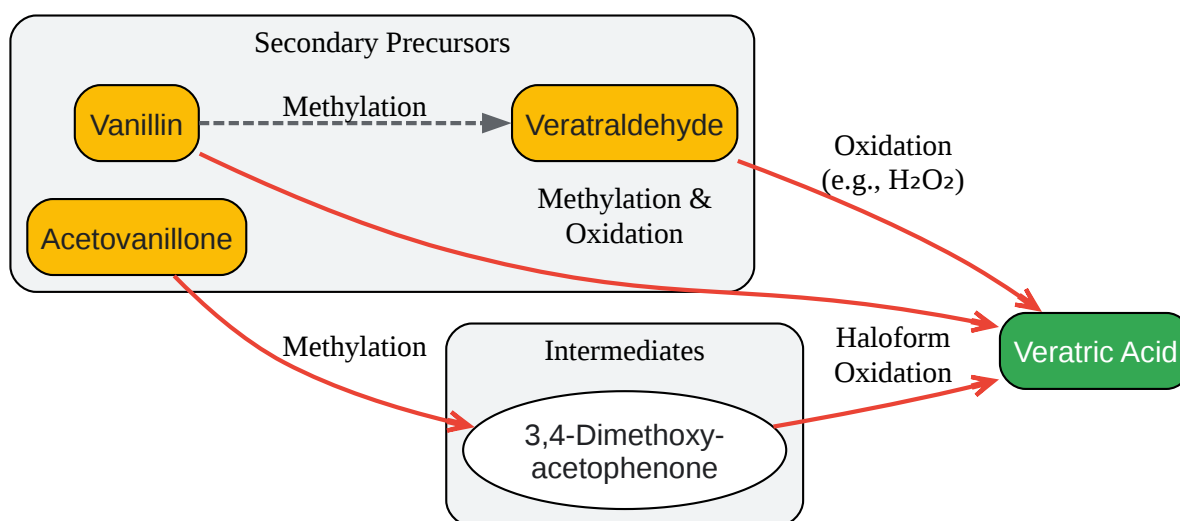 Secondary Precursors
Vanillin
Methylation
Veratraldehyde
Oxidation
(e.g., H₂O₂)
Methylation &
Oxidation
Acetovanillone
Methylation
Intermediates
3,4-Dimethoxy-
acetophenone
Haloform
Oxidation
Veratric Acid